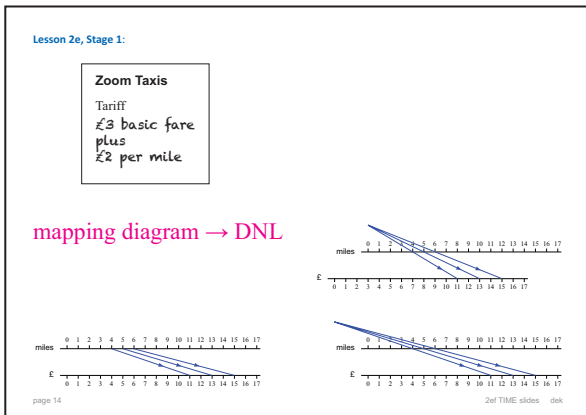 Lesson 2e, Stage 1:
Zoom Taxis
Tariff
£3 basic fare
plus
£2 per mile
mapping diagram → DNL
0 1 2 3 4 5 6 7 8 9 10 11 12 13 14 15 16 17
miles
£
0 1 2 3 4 5 6 7 8 9 10 11 12 13 14 15 16 17
0 1 2 3 4 5 6 7 8 9 10 11 12 13 14 15 16 17
miles
£
0 1 2 3 4 5 6 7 8 9 10 11 12 13 14 15 16 17
0 1 2 3 4 5 6 7 8 9 10 11 12 13 14 15 16 17
miles
£
0 1 2 3 4 5 6 7 8 9 10 11 12 13 14 15 16 17
page 14
2ef TIME slides dek